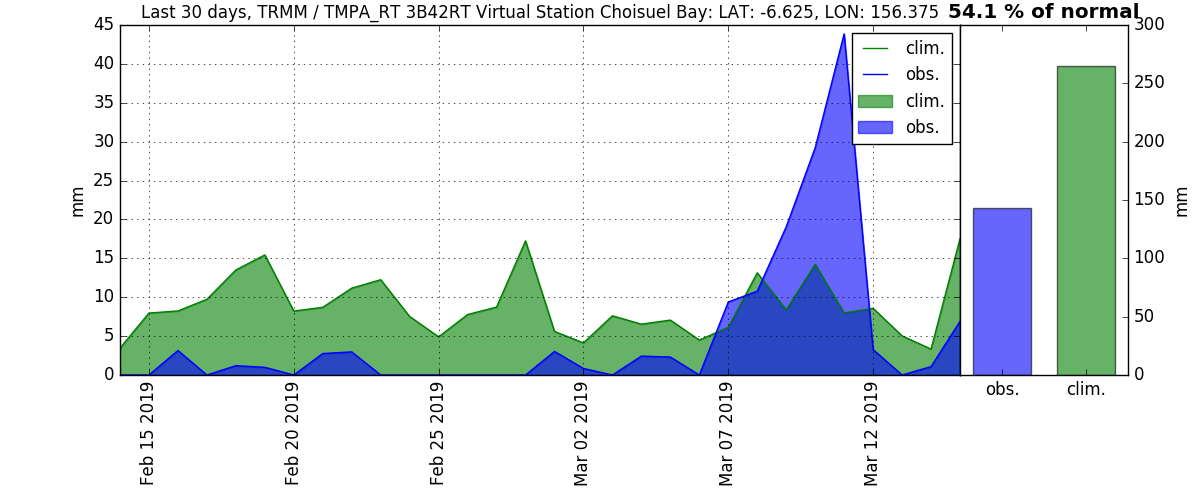 Last 30 days, TRMM / TMPA_RT 3B42RT Virtual Station Choisuel Bay: LAT: -6.625, LON: 156.375
54.1 % of normal
45
40
35
30
25
20
15
10
5
0
mm
clim.
obs.
clim.
obs.
Feb 15 2019
Feb 20 2019
Feb 25 2019
Mar 02 2019
Mar 07 2019
Mar 12 2019
300
250
200
150
100
50
0
mm
obs.
clim.